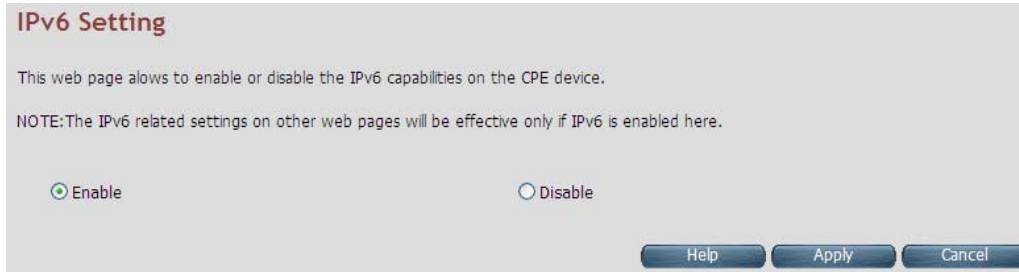 IPv6 Setting
This web page alows to enable or disable the IPv6 capabilities on the CPE device.
NOTE:The IPv6 related settings on other web pages will be effective only if IPv6 is enabled here.
Enable Disable
Help Apply Cancel